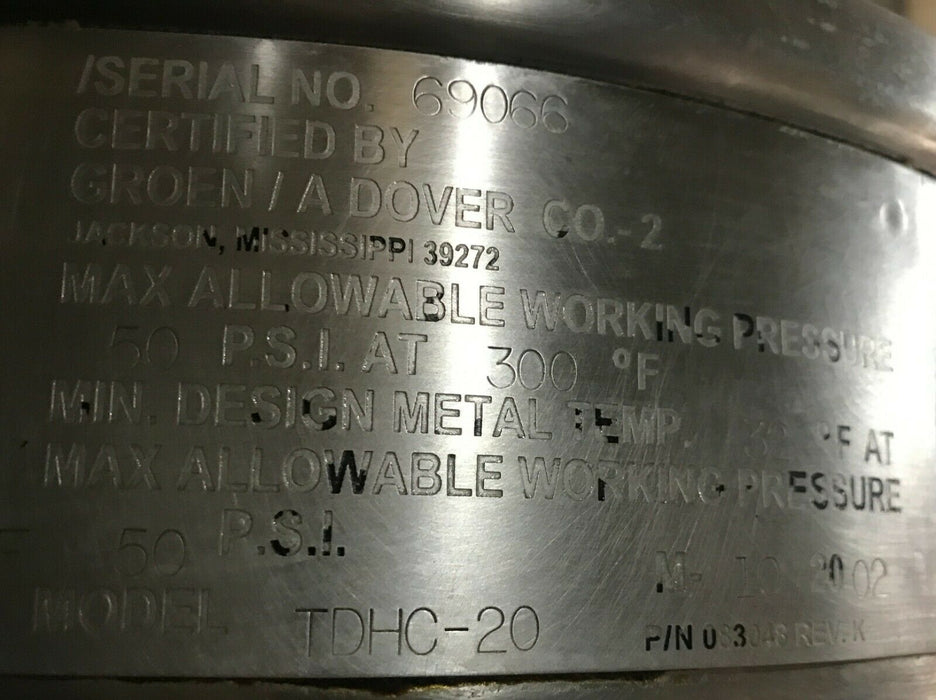 /SERIAL NO. 69066
CERTIFIED BY
GROEN / A DOVER CO.-2
JACKSON, MISSISSIPPI 39272
MAX ALLOWABLE WORKING PRESSURE
50 P.S.I. AT 300 °F
MIN. DESIGN METAL TEMP. °F AT
MAX ALLOWABLE WORKING PRESSURE
50 P.S.I.
M- 10 2002
MODEL TDHC-20
P/N REV. K